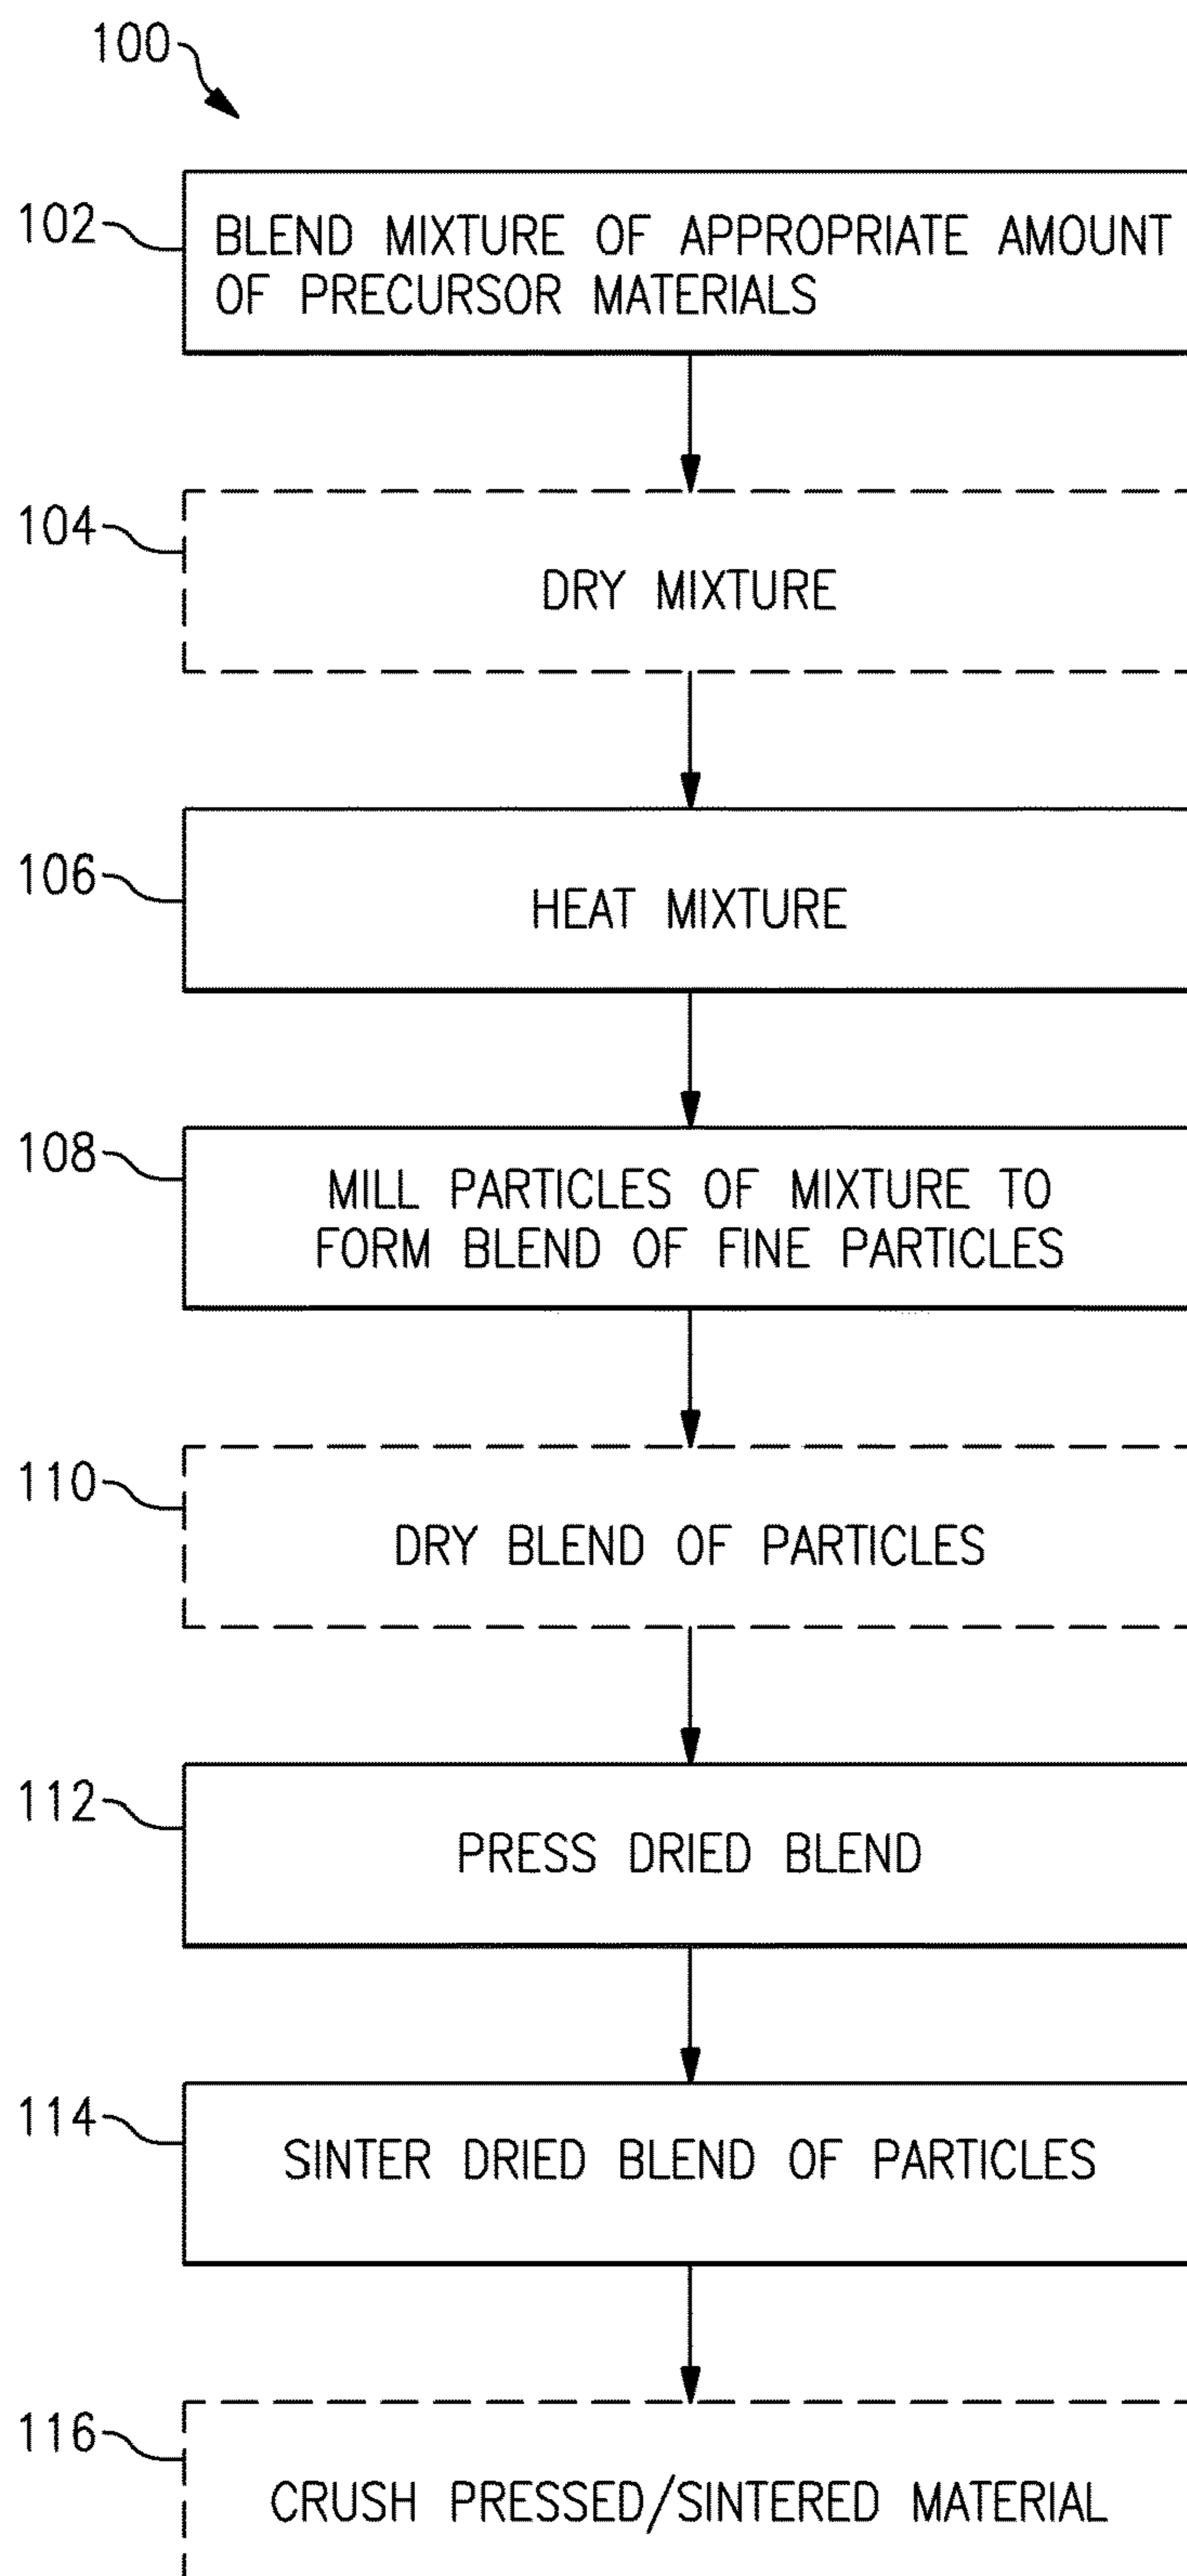 100
102
BLEND MIXTURE OF APPROPRIATE AMOUNT
OF PRECURSOR MATERIALS
104
DRY MIXTURE
106
HEAT MIXTURE
108
MILL PARTICLES OF MIXTURE TO
FORM BLEND OF FINE PARTICLES
110
DRY BLEND OF PARTICLES
112
PRESS DRIED BLEND
114
SINTER DRIED BLEND OF PARTICLES
116
CRUSH PRESSED/SINTERED MATERIAL